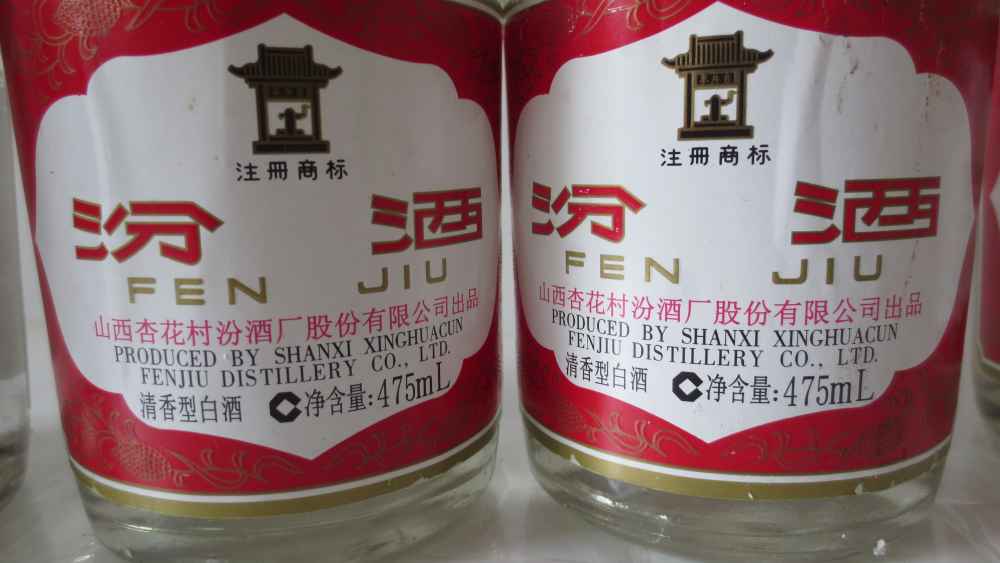 注册商标
汾酒
FEN JIU
山西杏花村汾酒厂股份有限公司出品
PRODUCED BY SHANXI XINGHUACUN
FENJIU DISTILLERY CO., LTD.
清香型白酒 净含量:475mL
注册商标
汾酒
FEN JIU
山西杏花村汾酒厂股份有限公司出品
PRODUCED BY SHANXI XINGHUACUN
FENJIU DISTILLERY CO., LTD.
清香型白酒 净含量:475mL